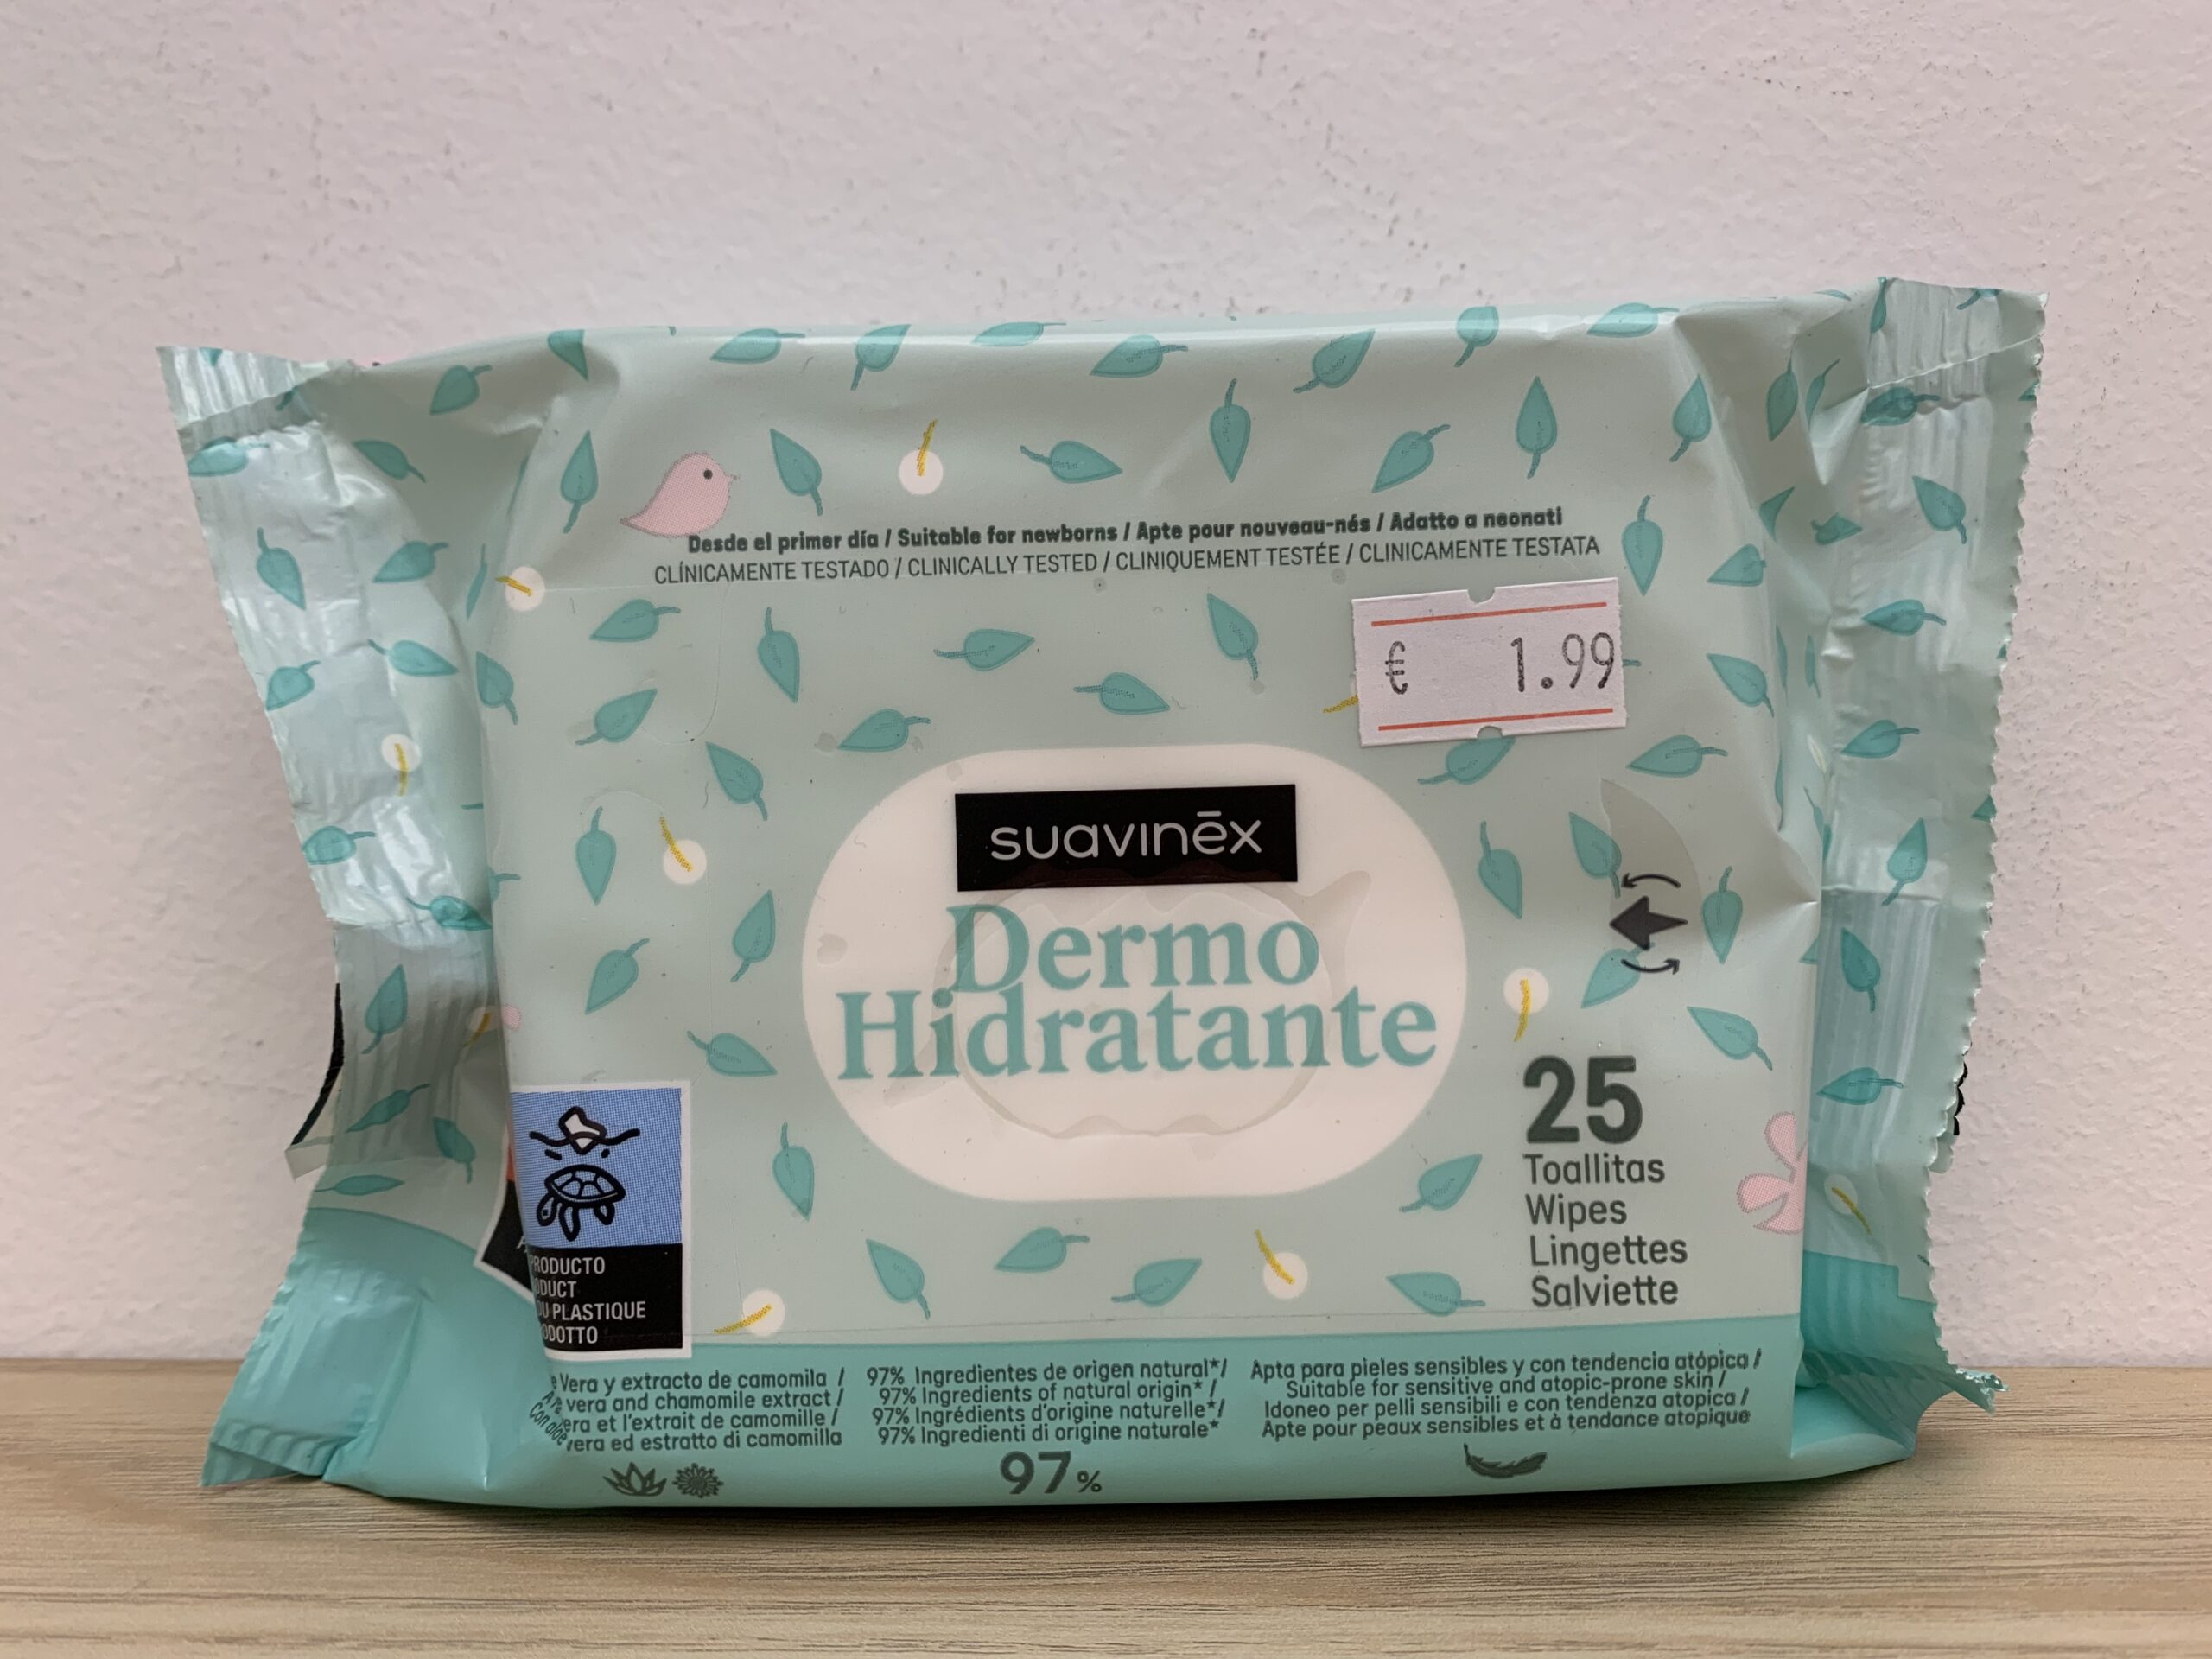 Desde el primer día / Suitable for newborns / Apte pour nouveau-nés / Adatto a neonati
CLÍNICAMENTE TESTADO / CLINICALLY TESTED / CLINIQUEMENT TESTÉE / CLINICAMENTE TESTATA
€ 1.99
suavinēx
Dermo
Hidratante
25
Toallitas
Wipes
Lingettes
Salviette
PLASTIQUE
Vera y extracto de camomila /
vera and chamomile extract /
et l'extrait de camomille /
vera ed estratto di camomilla
97% Ingredientes de origen natural*/
97% Ingredients of natural origin* /
97% Ingrédients d'origine naturelle*/
97% Ingredienti di origine naturale*
97%
Apta para pieles sensibles y con tendencia atópica /
Suitable for sensitive and atopic-prone skin /
Idoneo per pelli sensibili e con tendenza atopica /
Apte pour peaux sensibles et à tendance atopique